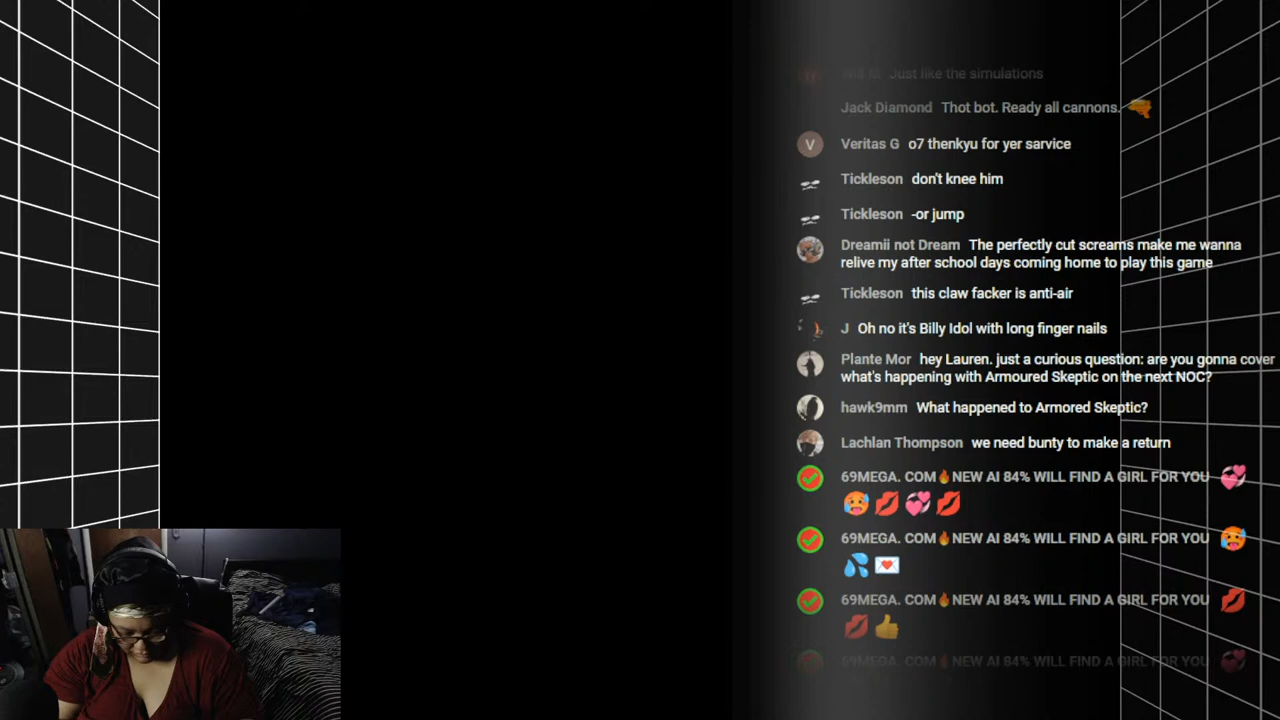 Just like the simulations
Jack Diamond Thot bot. Ready all cannons. 🔫
V Veritas G o7 thenkyu for yer sarvice
Tickleson don't knee him
Tickleson -or jump
Dreamii not Dream The perfectly cut screams make me wanna
relive my after school days coming home to play this game
Tickleson this claw facker is anti-air
J Oh no it's Billy Idol with long finger nails
Plante Mor hey Lauren. just a curious question: are you gonna cover
what's happening with Armoured Skeptic on the next NOC?
hawk9mm What happened to Armored Skeptic?
Lachlan Thompson we need bunty to make a return
69MEGA. COM🔥NEW AI 84% WILL FIND A GIRL FOR YOU 💞
🥵💋💞💋
69MEGA. COM🔥NEW AI 84% WILL FIND A GIRL FOR YOU 🥵
💦💌
69MEGA. COM🔥NEW AI 84% WILL FIND A GIRL FOR YOU 💋
💋👍
69MEGA. COM🔥NEW AI 84% WILL FIND A GIRL FOR YOU 💞